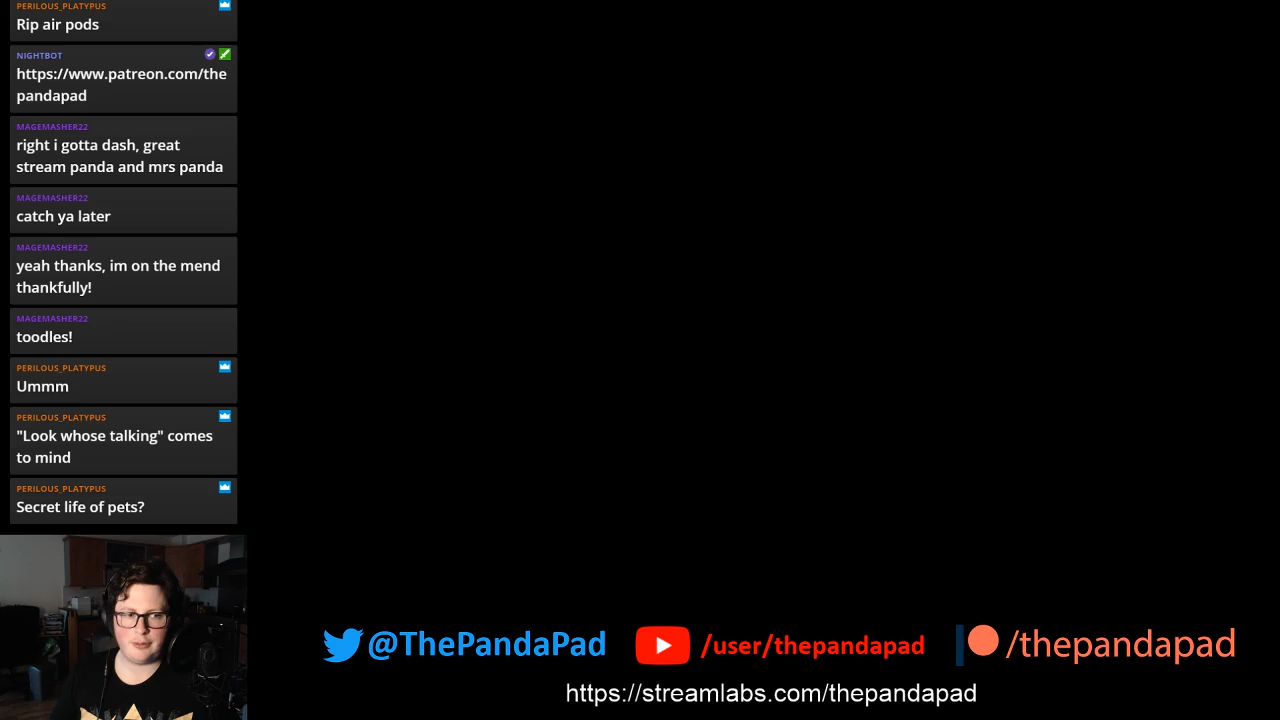 PERILOUS_PLATYPUS
Rip air pods
NIGHTBOT
https://www.patreon.com/the
pandapad
MAGEMASHER22
right i gotta dash, great
stream panda and mrs panda
MAGEMASHER22
catch ya later
MAGEMASHER22
yeah thanks, im on the mend
thankfully!
MAGEMASHER22
toodles!
PERILOUS_PLATYPUS
Ummm
PERILOUS_PLATYPUS
"Look whose talking" comes
to mind
PERILOUS_PLATYPUS
Secret life of pets?
@ThePandaPad /user/thepandapad /thepandapad
https://streamlabs.com/thepandapad